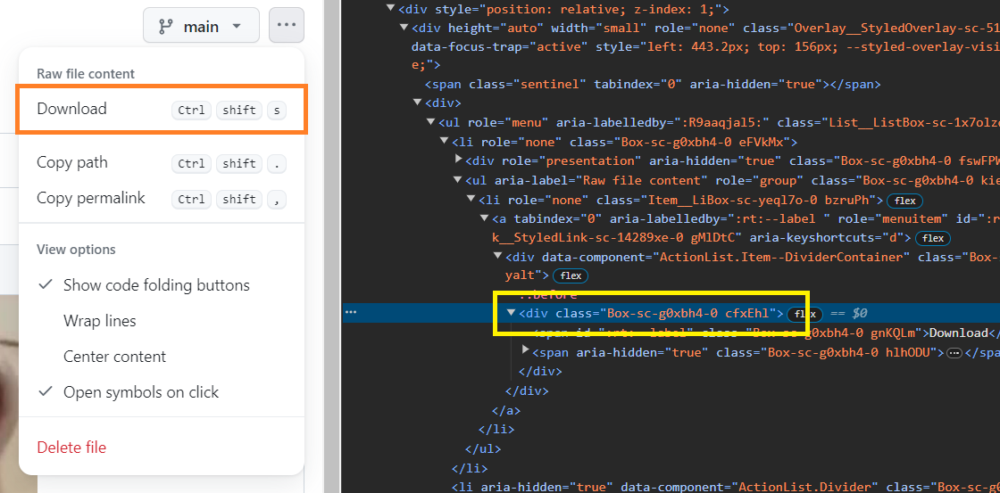 main
Raw file content
Download Ctrl shift s
Copy path Ctrl shift .
Copy permalink Ctrl shift ,
View options
Show code folding buttons
Wrap lines
Center content
Open symbols on click
Delete file
<div style="position: relative; z-index: 1;">
<div height="auto" width="small" role="none" class="Overlay__StyledOverlay-sc-51
data-focus-trap="active" style="left: 443.2px; top: 156px; --styled-overlay-visi
e;">
<span class="sentinel" tabindex="0" aria-hidden="true"></span>
<div>
<ul role="menu" aria-labelledby=":R9aaqjal5:" class="List__ListBox-sc-1x7olzq
<li role="none" class="Box-sc-g0xbh4-0 eFVkMx">
<div role="presentation" aria-hidden="true" class="Box-sc-g0xbh4-0 fswFPW
<ul aria-label="Raw file content" role="group" class="Box-sc-g0xbh4-0 kie
<li role="none" class="Item__LiBox-sc-yeql7o-0 bzruPh"> flex
<a tabindex="0" aria-labelledby=":rt:--label " role="menuitem" id=":r
k__StyledLink-sc-14289xe-0 gMlDtC" aria-keyshortcuts="d"> flex
<div data-component="ActionList.Item--DividerContainer" class="Box-s
yalt"> flex
::before
<div class="Box-sc-g0xbh4-0 cfxEhl"> flex == $0
<span id=":rt:--label" class="Box-sc-g0xbh4-0 gnKQLm">Download</
<span aria-hidden="true" class="Box-sc-g0xbh4-0 hlhODU"> … </sp
</div>
</div>
</a>
</li>
</ul>
</li>
<li aria-hidden="true" data-component="ActionList.Divider" class="Box-sc-g0